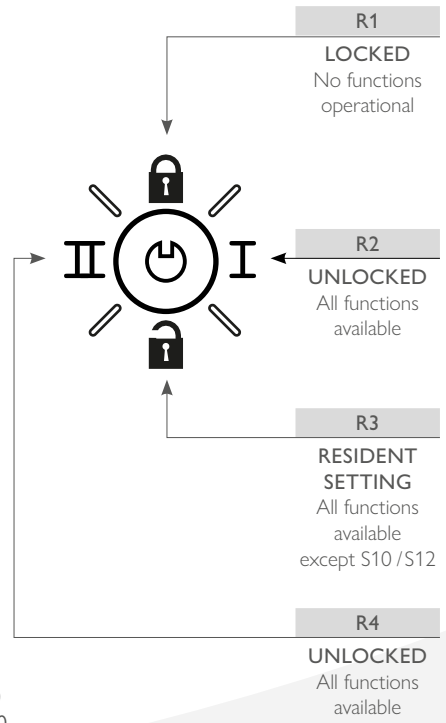 R1
LOCKED
No functions
operational
II
I
R2
UNLOCKED
All functions
available
R3
RESIDENT
SETTING
All functions
available
except S10 / S12
R4
UNLOCKED
All functions
available